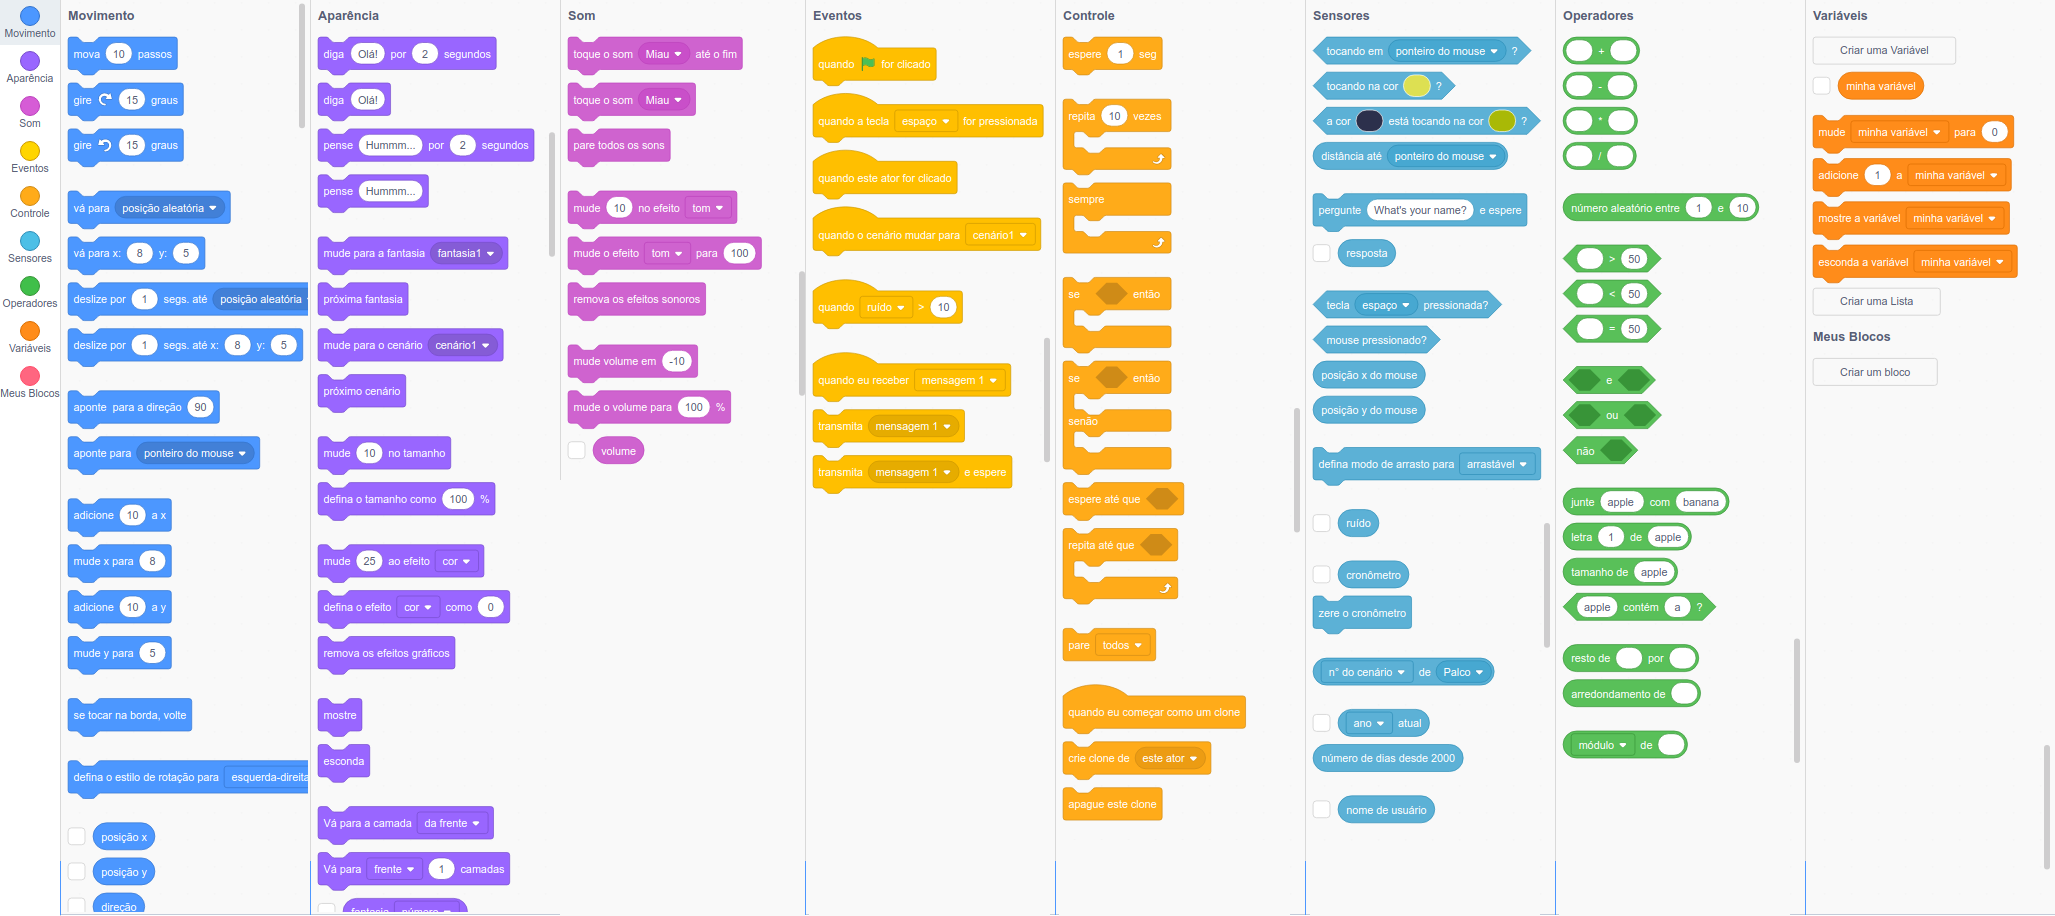 Movimento
Aparência
Som
Eventos
Controle
Sensores
Operadores
Variáveis
Meus Blocos
Movimento
mova 10 passos
gire 15 graus
gire 15 graus
vá para posição aleatória
vá para x: 8 y: 5
deslize por 1 segs. até posição aleatória
deslize por 1 segs. até x: 8 y: 5
aponte para a direção 90
aponte para ponteiro do mouse
adicione 10 a x
mude x para 8
adicione 10 a y
mude y para 5
se tocar na borda, volte
defina o estilo de rotação para esquerda-direita
posição x
posição y
direção
Aparência
diga Olá! por 2 segundos
diga Olá!
pense Hummm... por 2 segundos
pense Hummm...
mude para a fantasia fantasia1
próxima fantasia
mude para o cenário cenário1
próximo cenário
mude 10 no tamanho
defina o tamanho como 100 %
mude 25 ao efeito cor
defina o efeito cor como 0
remova os efeitos gráficos
mostre
esconda
Vá para a camada da frente
Vá para frente 1 camadas
fantasia número
Som
toque o som Miau até o fim
toque o som Miau
pare todos os sons
mude 10 no efeito tom
mude o efeito tom para 100
remova os efeitos sonoros
mude volume em -10
mude o volume para 100 %
volume
Eventos
quando for clicado
quando a tecla espaço for pressionada
quando este ator for clicado
quando o cenário mudar para cenário1
quando ruído > 10
quando eu receber mensagem 1
transmita mensagem 1
transmita mensagem 1 e espere
Controle
espere 1 seg
repita 10 vezes
sempre
se então
se então
senão
espere até que
repita até que
pare todos
quando eu começar como um clone
crie clone de este ator
apague este clone
Sensores
tocando em ponteiro do mouse ?
tocando na cor ?
a cor está tocando na cor ?
distância até ponteiro do mouse
pergunte What's your name? e espere
resposta
tecla espaço pressionada?
mouse pressionado?
posição x do mouse
posição y do mouse
defina modo de arrasto para arrastável
ruído
cronômetro
zere o cronômetro
n° do cenário de Palco
ano atual
número de dias desde 2000
nome de usuário
Operadores
+
-
*
/
número aleatório entre 1 e 10
> 50
< 50
= 50
e
ou
não
junte apple com banana
letra 1 de apple
tamanho de apple
apple contém a ?
resto de por
arredondamento de
módulo de
Variáveis
Criar uma Variável
minha variável
mude minha variável para 0
adicione 1 a minha variável
mostre a variável minha variável
esconda a variável minha variável
Criar uma Lista
Meus Blocos
Criar um bloco